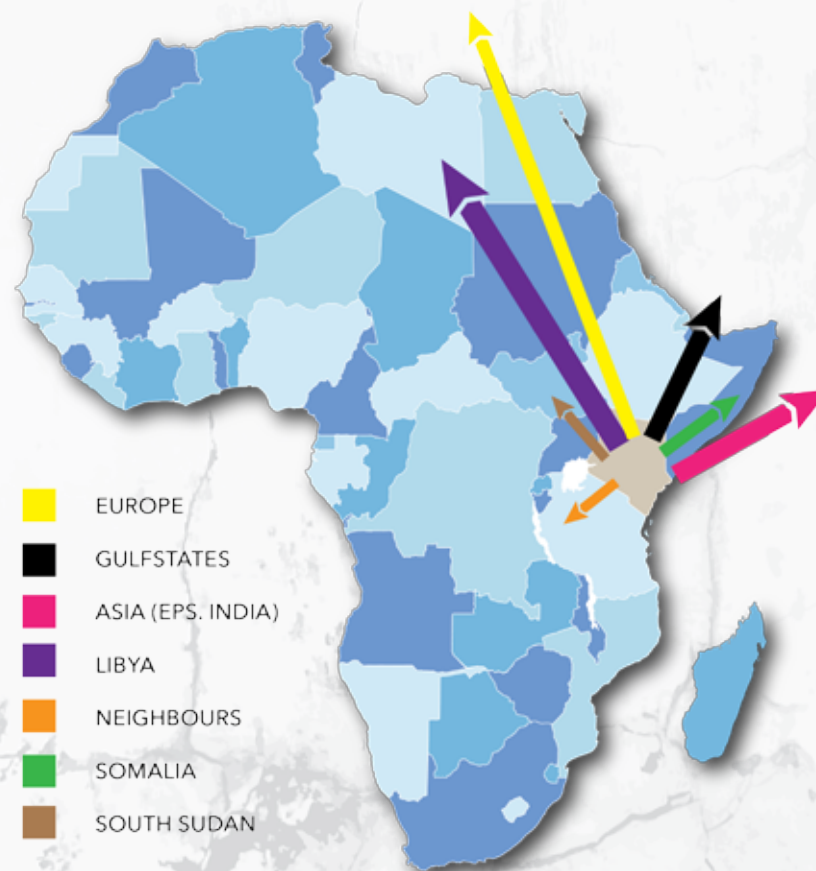 EUROPE
GULFSTATES
ASIA (EPS. INDIA)
LIBYA
NEIGHBOURS
SOMALIA
SOUTH SUDAN